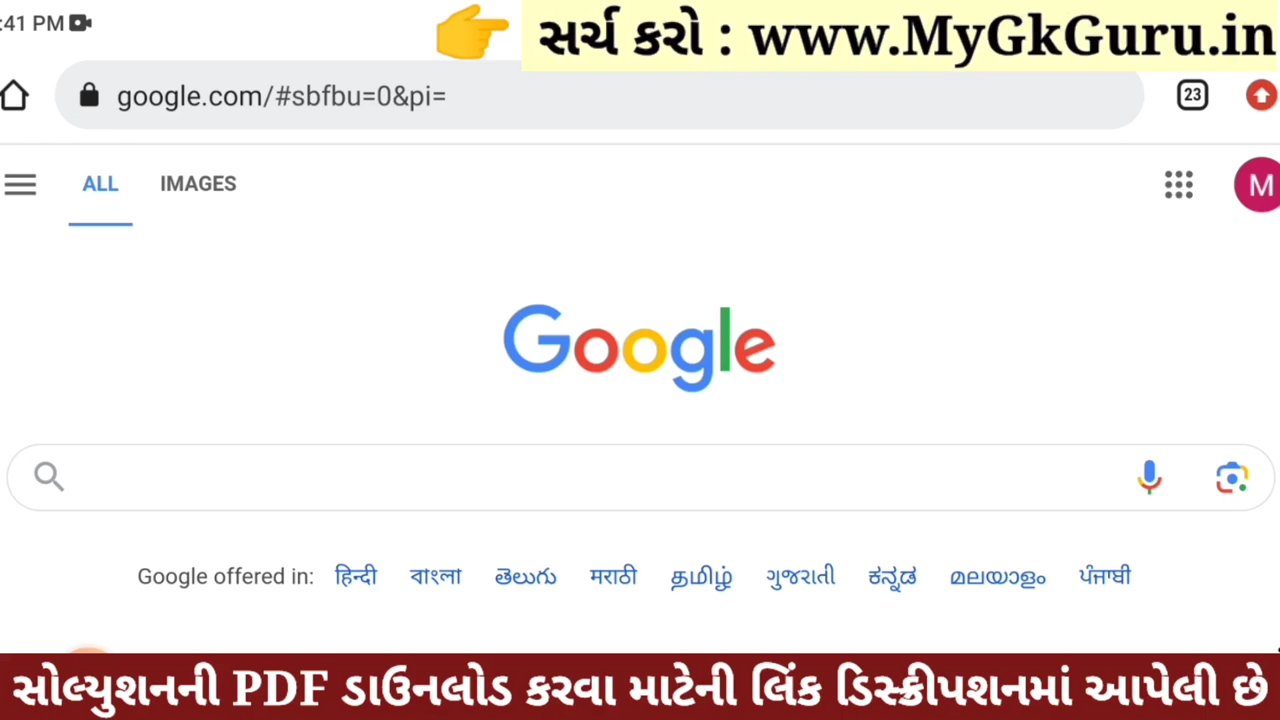 :41 PM
👉 સર્ચ કરો : www.MyGkGuru.in
google.com/#sbfbu=0&pi=
23
ALL IMAGES
M
Google
Google offered in: हिन्दी বাংলা తెలుగు मराठी தமிழ் ગુજરાતી ಕನ್ನಡ മലയാളം ਪੰਜਾਬੀ
સોલ્યુશનની PDF ડાઉનલોડ કરવા માટેની લિંક ડિસ્ક્રીપશનમાં આપેલી છે